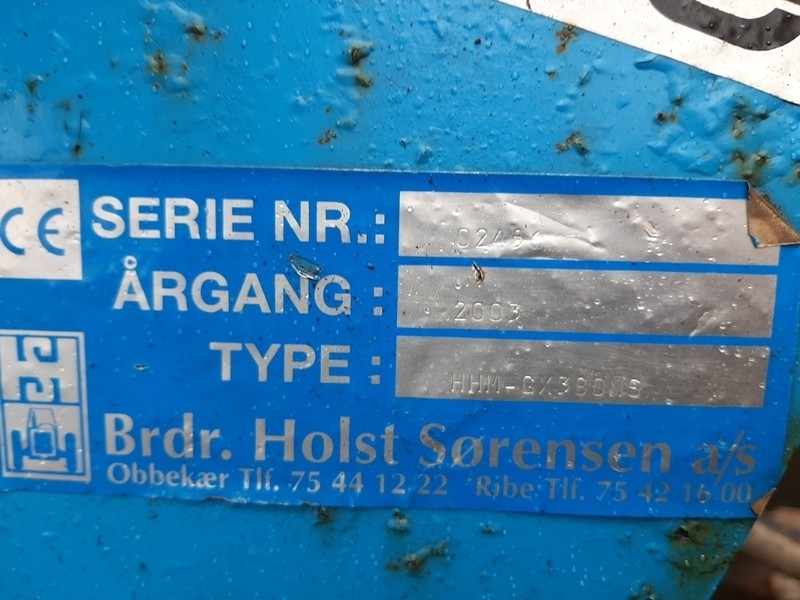 CE
SERIE NR.:
ÅRGANG : 2003
TYPE :
Brdr. Holst Sørensen a/s
Obbekær Tlf. 75 44 12 22 Ribe Tlf. 75 42 16 00